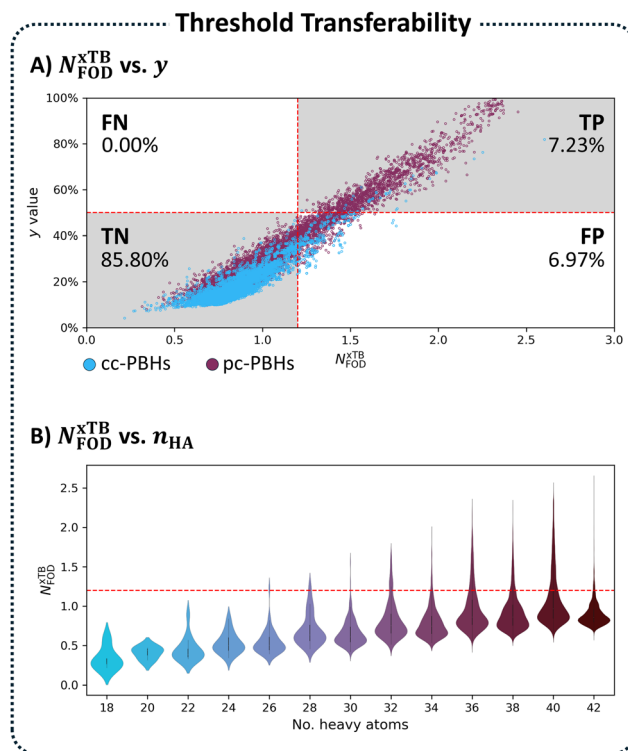 Threshold Transferability
A) N_FOD^xTB vs. y
100%
80%
60%
40%
20%
0%
y value
FN
0.00%
TP
7.23%
TN
85.80%
FP
6.97%
0.0 0.5 1.0 1.5 2.0 2.5 3.0
cc-PBHs pc-PBHs N_FOD^xTB
B) N_FOD^xTB vs. n_HA
2.5
2.0
1.5
1.0
0.5
0.0
N_FOD^xTB
18 20 22 24 26 28 30 32 34 36 38 40 42
No. heavy atoms